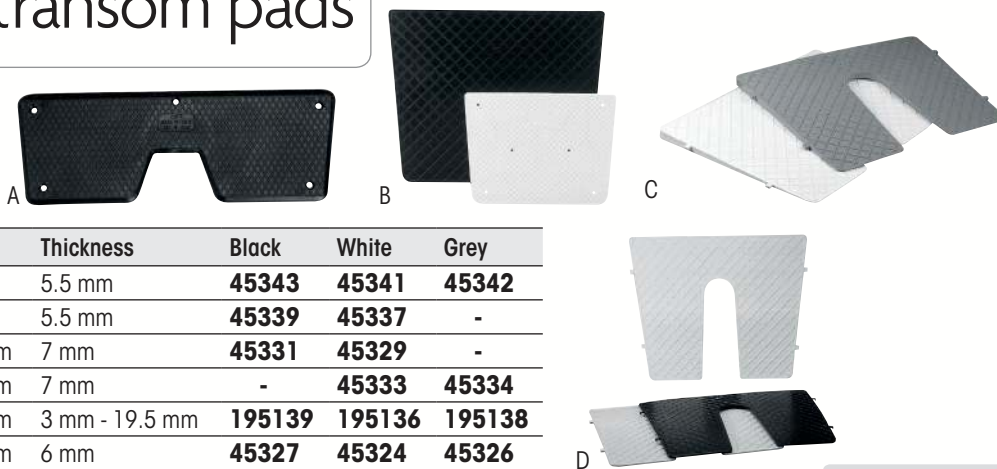 transom pads
A
B
C
Thickness Black White Grey
5.5 mm 45343 45341 45342
5.5 mm 45339 45337 -
m 7 mm 45331 45329 -
m 7 mm - 45333 45334
m 3 mm - 19.5 mm 195139 195136 195138
m 6 mm 45327 45324 45326
D